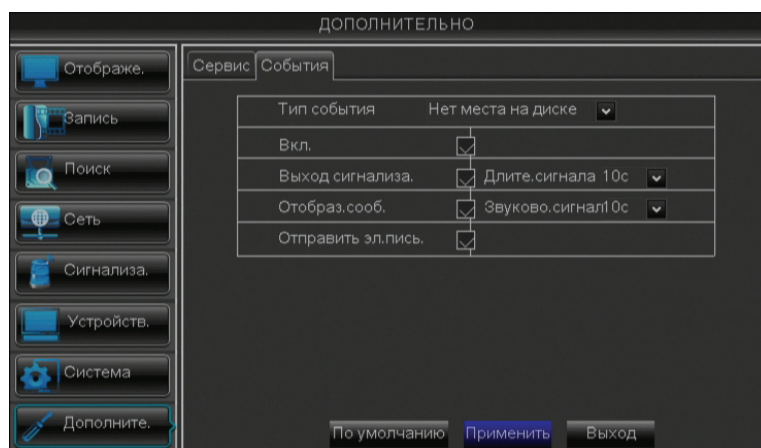 ДОПОЛНИТЕЛЬНО
Отображе.
Запись
Поиск
Сеть
Сигнализа.
Устройств.
Система
Дополните.
Сервис События
Тип события Нет места на диске
Вкл.
Выход сигнализа. Длите.сигнала 10с
Отобраз.сооб. Звуково.сигнал10с
Отправить эл.пись.
По умолчанию Применить Выход